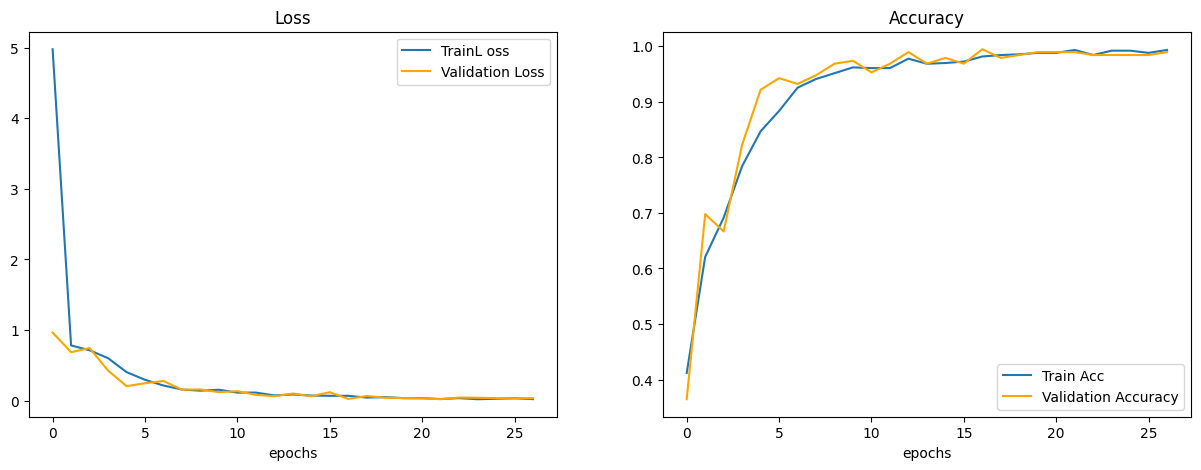 Loss
5
4
3
2
1
0
TrainL oss
Validation Loss
0 5 10 15 20 25
epochs
Accuracy
1.0
0.9
0.8
0.7
0.6
0.5
0.4
Train Acc
Validation Accuracy
0 5 10 15 20 25
epochs